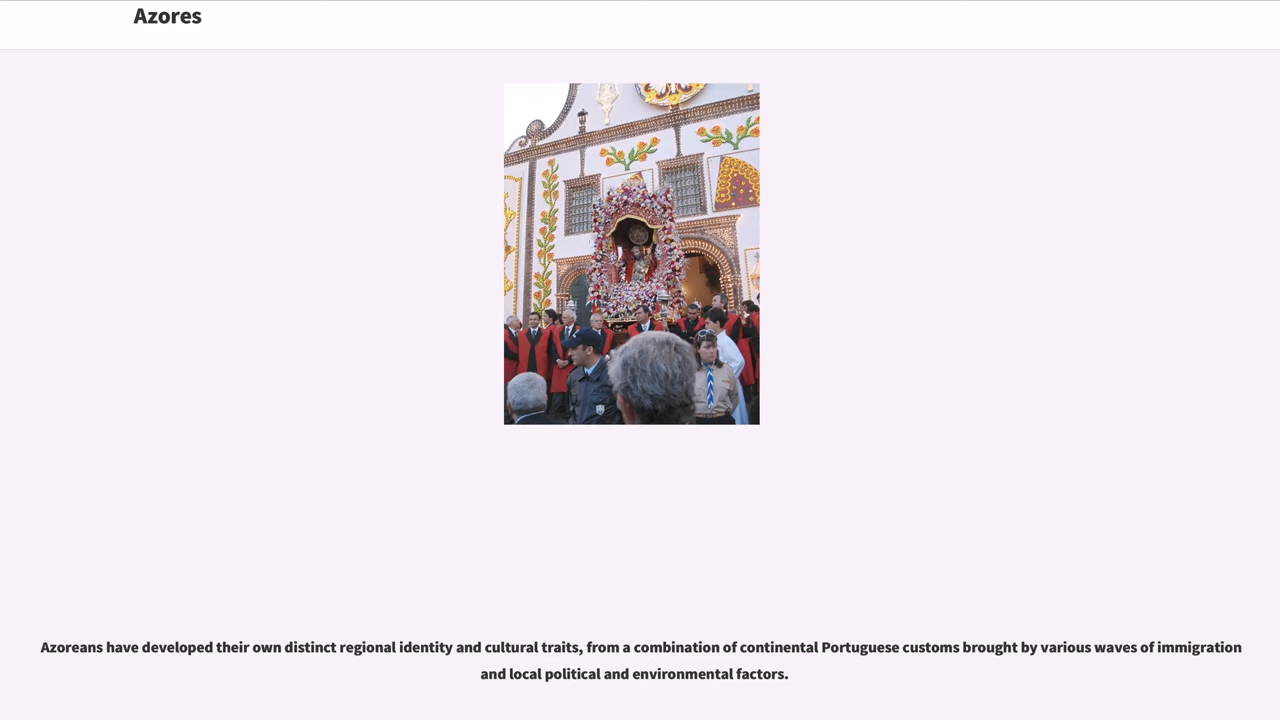 Azores
Azoreans have developed their own distinct regional identity and cultural traits, from a combination of continental Portuguese customs brought by various waves of immigration
and local political and environmental factors.